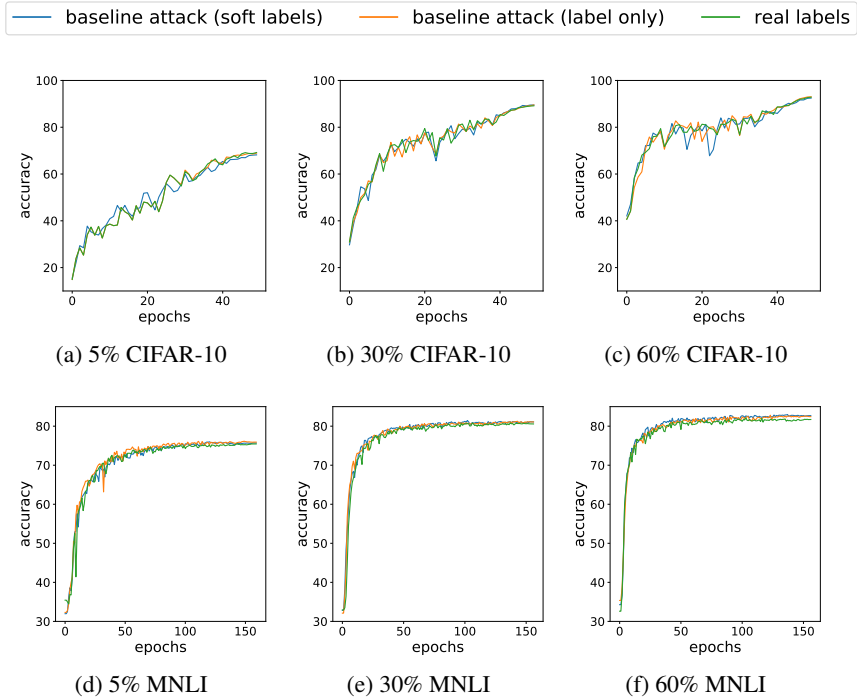 baseline attack (soft labels) baseline attack (label only) real labels
100 80 60 40 20
accuracy
0 20 40
epochs
(a) 5% CIFAR-10
100 80 60 40 20
accuracy
0 20 40
epochs
(b) 30% CIFAR-10
100 80 60 40 20
accuracy
0 20 40
epochs
(c) 60% CIFAR-10
80 70 60 50 40 30
accuracy
0 50 100 150
epochs
(d) 5% MNLI
80 70 60 50 40 30
accuracy
0 50 100 150
epochs
(e) 30% MNLI
80 70 60 50 40 30
accuracy
0 50 100 150
epochs
(f) 60% MNLI